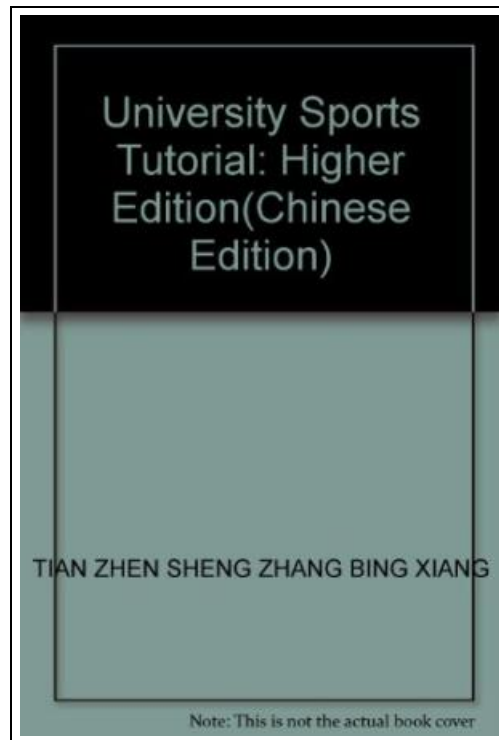 University Sports
Tutorial: Higher
Edition(Chinese
Edition)
TIAN ZHEN SHENG ZHANG BING XIANG
Note: This is not the actual book cover